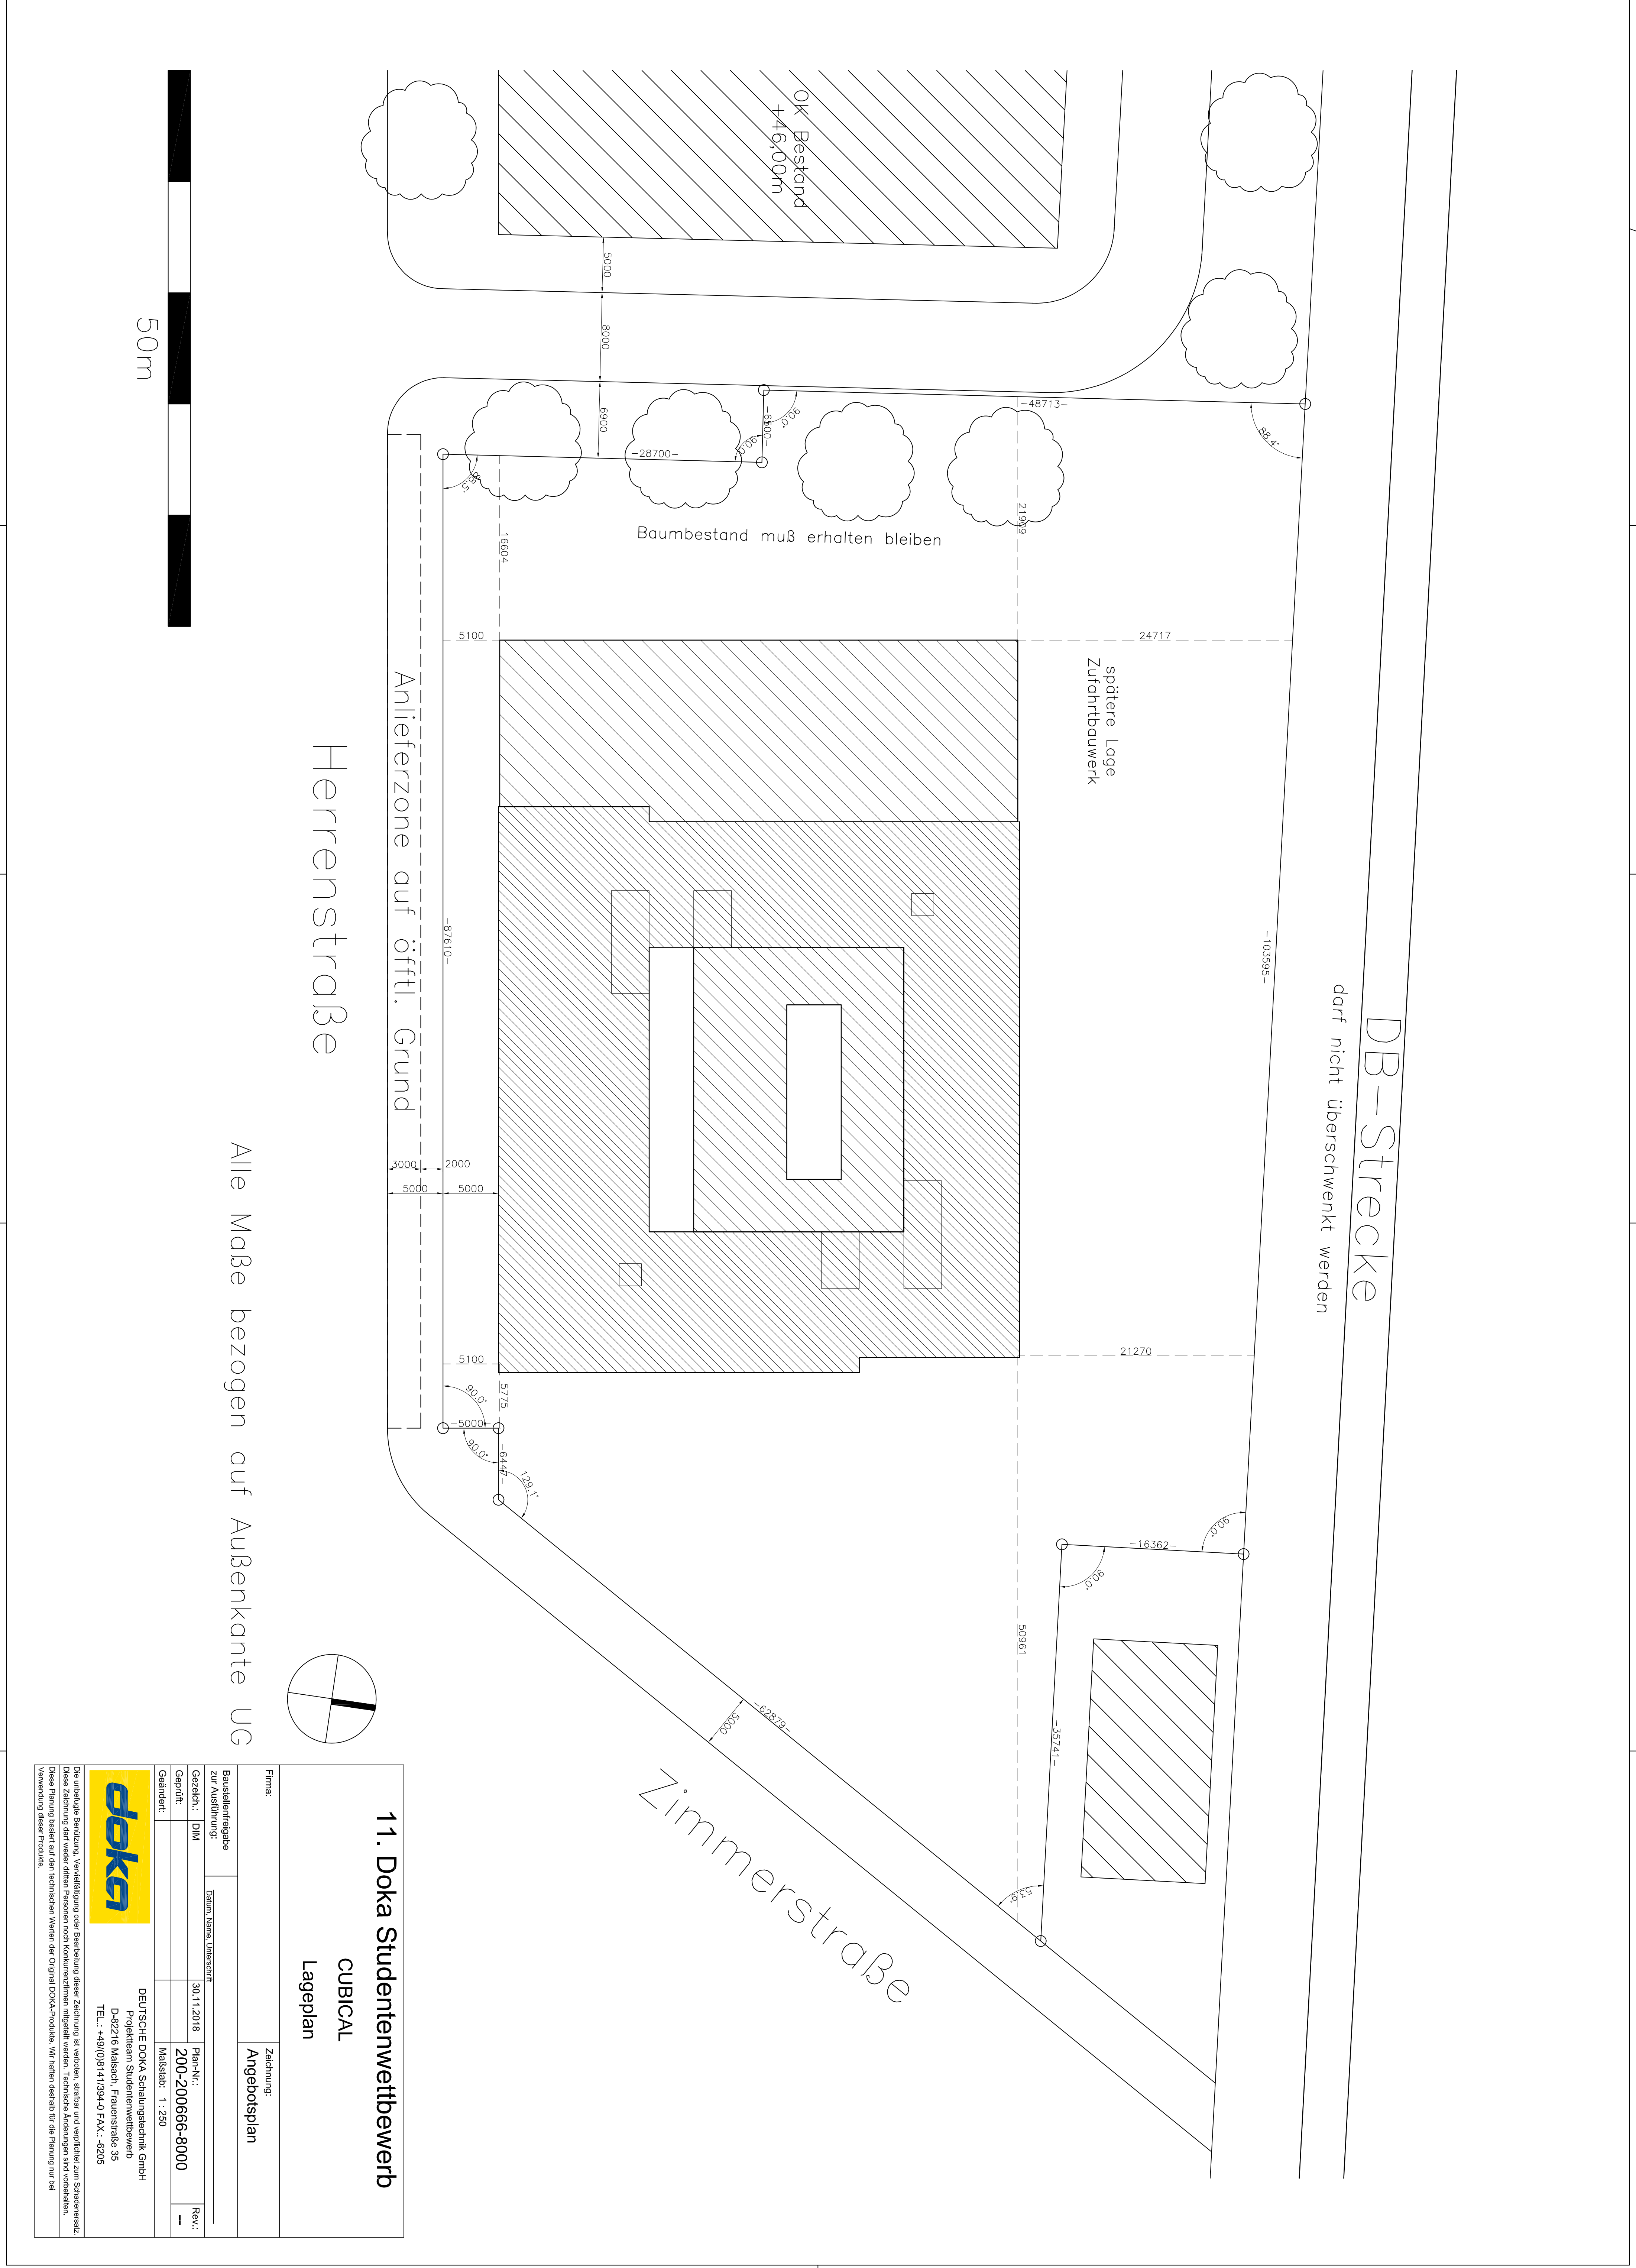 OK Bestand
+46,00m
5000
8000
6900
-48713-
88.4°
90.0°
-6500-
90.0°
-28700-
16604
21909
Baumbestand muß erhalten bleiben
5100
24717
spätere Lage
Zufahrtbauwerk
50m
Anlieferzone auf öfftl. Grund
Herrenstraße
-87610-
-103595-
DB-Strecke
darf nicht überschwenkt werden
3000
2000
5000
5000
5100
21270
90.0°
5775
-5000-
90.0°
-6447-
129.1°
90.0°
-16362-
90.0°
50961
-35741-
-62879-
5000
53.9°
Zimmerstraße
Alle Maße bezogen auf Außenkante UG
11. Doka Studentenwettbewerb
CUBICAL
Lageplan
Firma:
Zeichnung:
Angebotsplan
Baustellenfreigabe
zur Ausführung:
Datum, Name, Unterschrift
Gezeich.: DIM 30.11.2018
Plan-Nr.:
200-200666-8000
Rev.:
--
Geprüft:
Geändert:
Maßstab: 1 : 250
doka
DEUTSCHE DOKA Schalungstechnik GmbH
Projektteam Studentenwettbewerb
D-82216 Maisach, Frauenstraße 35
TEL.: +49/(0)8141/394-0 FAX.: -6205
Die unbefugte Benützung, Vervielfältigung oder Bearbeitung dieser Zeichnung ist verboten, strafbar und verpflichtet zum Schadenersatz.
Diese Zeichnung darf weder dritten Personen noch Konkurrenzfirmen mitgeteilt werden. Technische Änderungen sind vorbehalten.
Diese Planung basiert auf den technischen Werten der Original DOKA-Produkte. Wir haften deshalb für die Planung nur bei
Verwendung dieser Produkte.